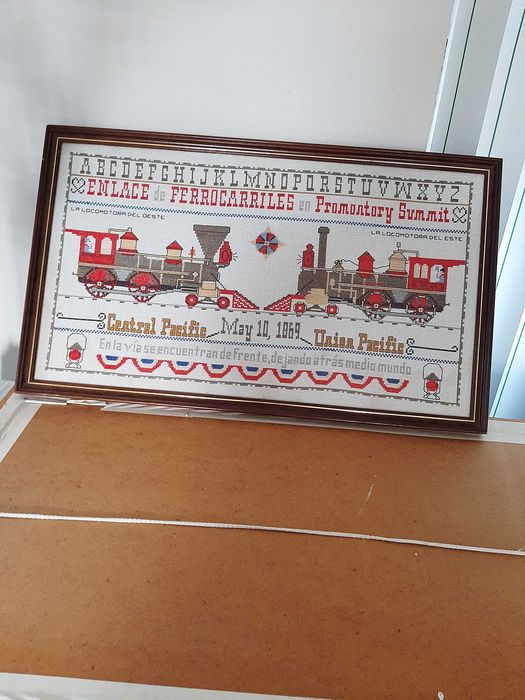 ABCDEFGHIJKLMNOPQRSTUVWXYZ
ENLACE de FERROCARRILES en Promontory Summit
LA LOCOMOTORA DEL OESTE
LA LOCOMOTORA DEL ESTE
Central Pacific May 10, 1869 Union Pacific
En la via se encuentran de frente, dejando atrás medio mundo